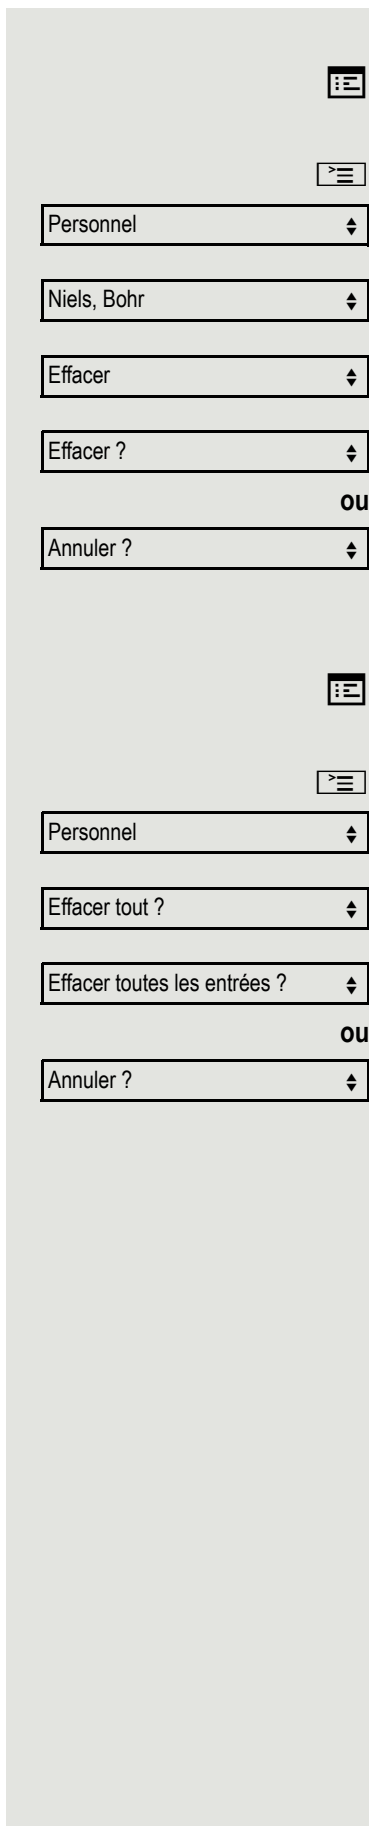 Personnel
Niels, Bohr
Effacer
Effacer ?
ou
Annuler ?
Personnel
Effacer tout ?
Effacer toutes les entrées ?
ou
Annuler ?